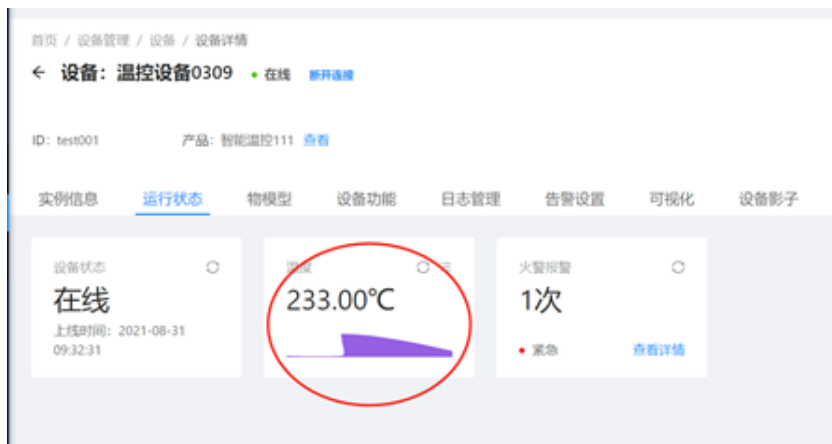 首页 / 设备管理 / 设备 / 设备详情
← 设备：温控设备0309 • 在线 断开连接
ID: test001 产品: 智能温控111 查看
实例信息 运行状态 物模型 设备功能 日志管理 告警设置 可视化 设备影子
设备状态
在线
上线时间: 2021-08-31
09:32:31
温度
233.00℃
火警报警
1次
• 紧急 查看详情